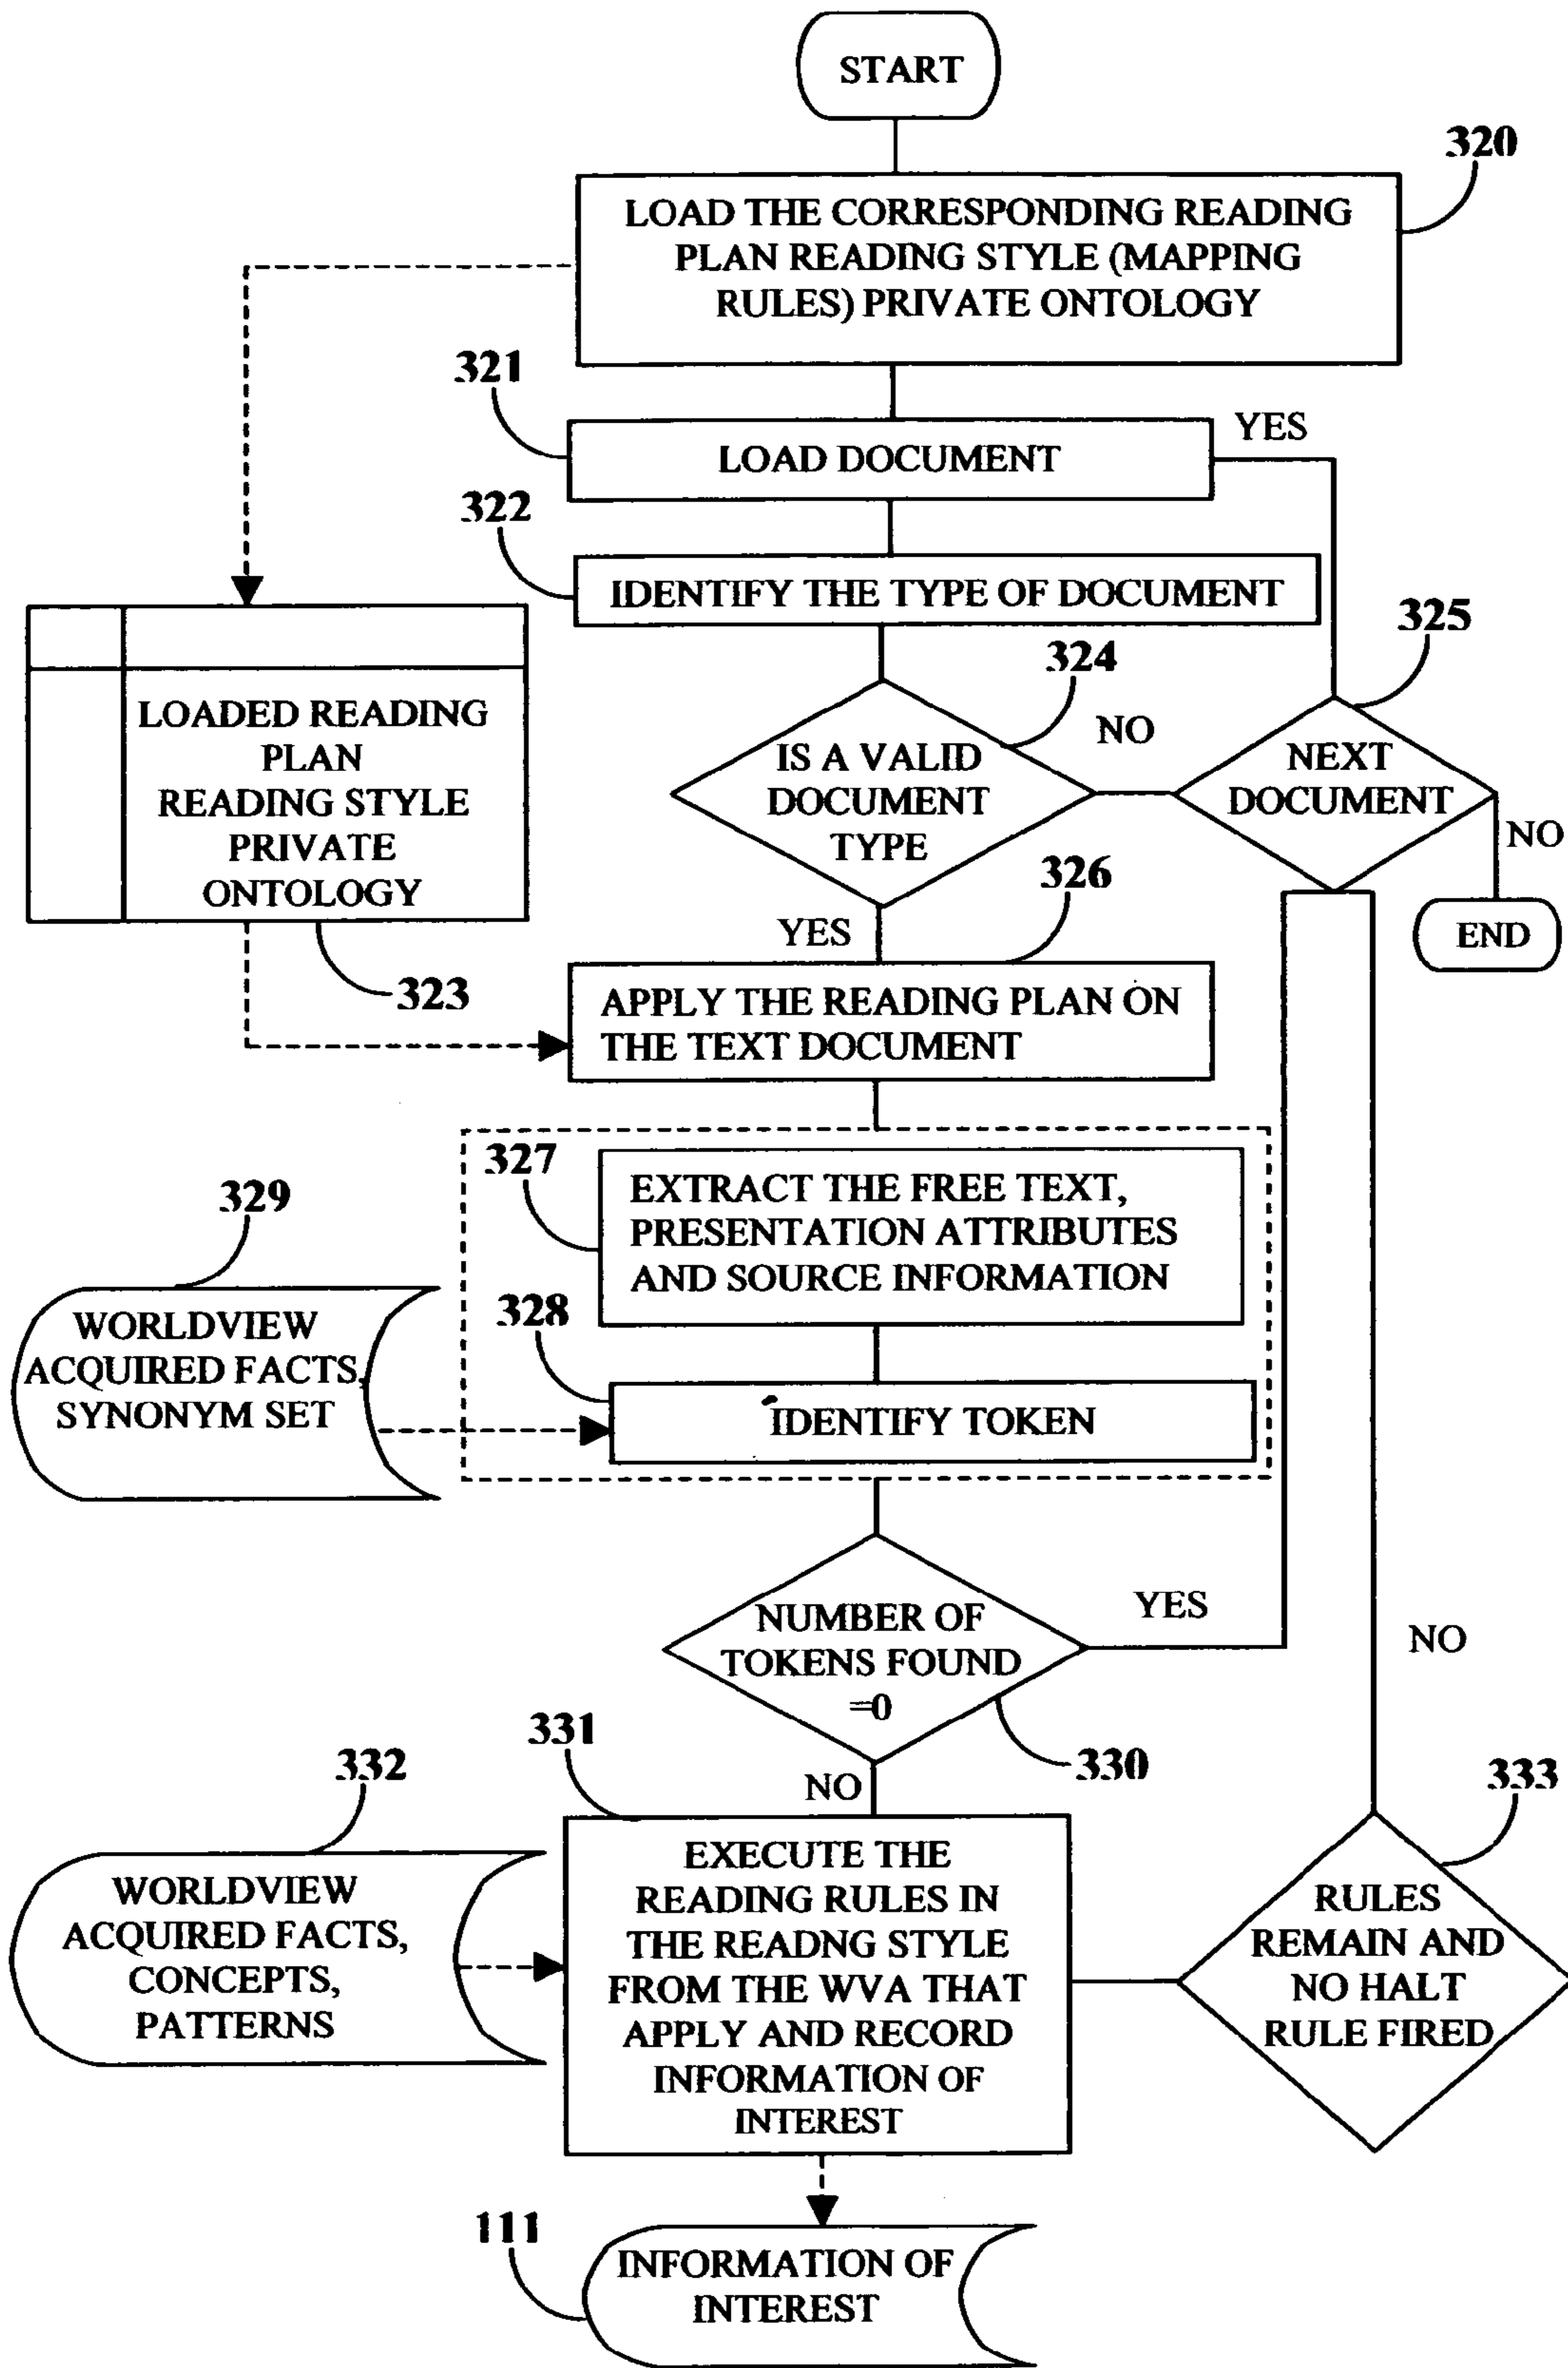 START
320
LOAD THE CORRESPONDING READING
PLAN READING STYLE (MAPPING
RULES) PRIVATE ONTOLOGY
321
YES
LOAD DOCUMENT
322
IDENTIFY THE TYPE OF DOCUMENT
325
324
LOADED READING
PLAN
READING STYLE
PRIVATE
ONTOLOGY
323
IS A VALID
DOCUMENT
TYPE
NO
NEXT
DOCUMENT
NO
END
326
YES
APPLY THE READING PLAN ON
THE TEXT DOCUMENT
327
EXTRACT THE FREE TEXT,
PRESENTATION ATTRIBUTES
AND SOURCE INFORMATION
329
WORLDVIEW
ACQUIRED FACTS,
SYNONYM SET
328
IDENTIFY TOKEN
NUMBER OF
TOKENS FOUND
=0
YES
NO
330
331
NO
332
WORLDVIEW
ACQUIRED FACTS,
CONCEPTS,
PATTERNS
EXECUTE THE
READING RULES IN
THE READNG STYLE
FROM THE WVA THAT
APPLY AND RECORD
INFORMATION OF
INTEREST
333
RULES
REMAIN AND
NO HALT
RULE FIRED
111
INFORMATION OF
INTEREST